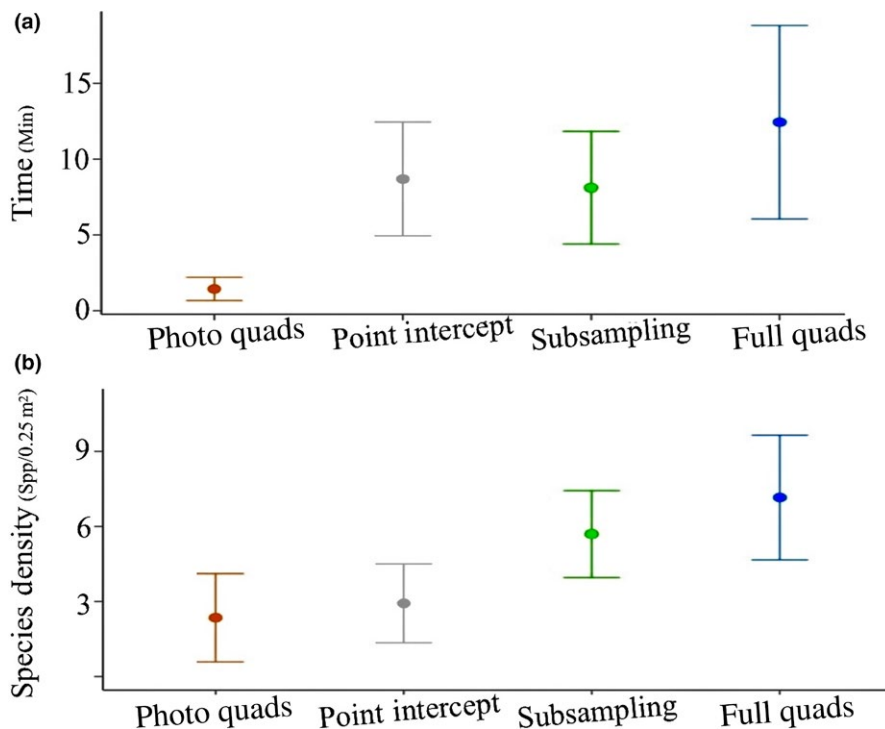 (a)
Time (Min)
15
10
5
0
Photo quads Point intercept Subsampling Full quads
(b)
Species density (Spp/0.25 m²)
9
6
3
Photo quads Point intercept Subsampling Full quads